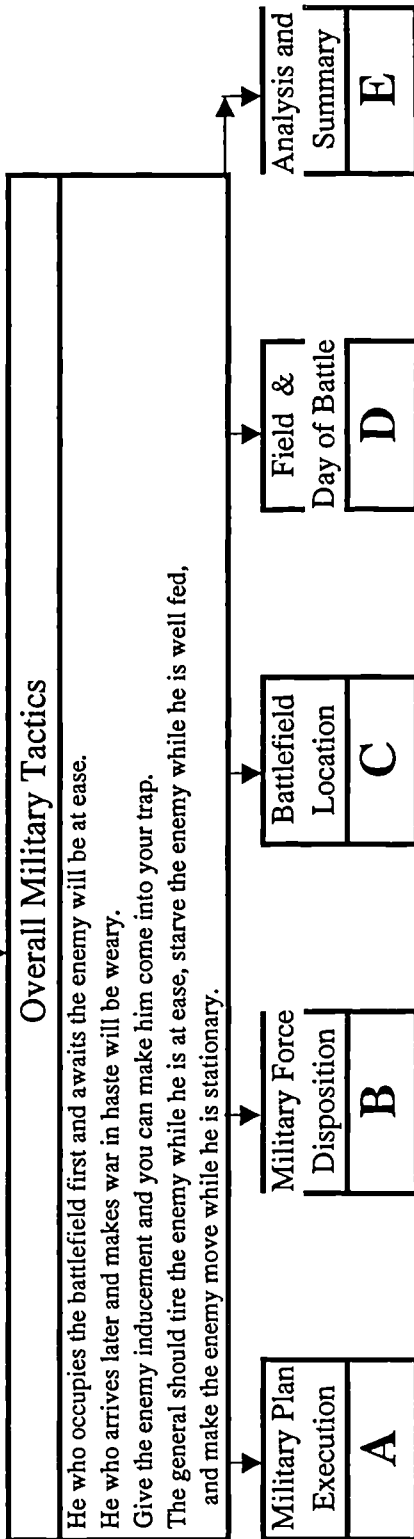 Overall Military Tactics
He who occupies the battlefield first and awaits the enemy will be at ease.
He who arrives later and makes war in haste will be weary.
Give the enemy inducement and you can make him come into your trap.
The general should tire the enemy while he is at ease, starve the enemy while he is well fed,
and make the enemy move while he is stationary.
Military Plan
Execution
A
Military Force
Disposition
B
Battlefield
Location
C
Field &
Day of Battle
D
Analysis and
Summary
E